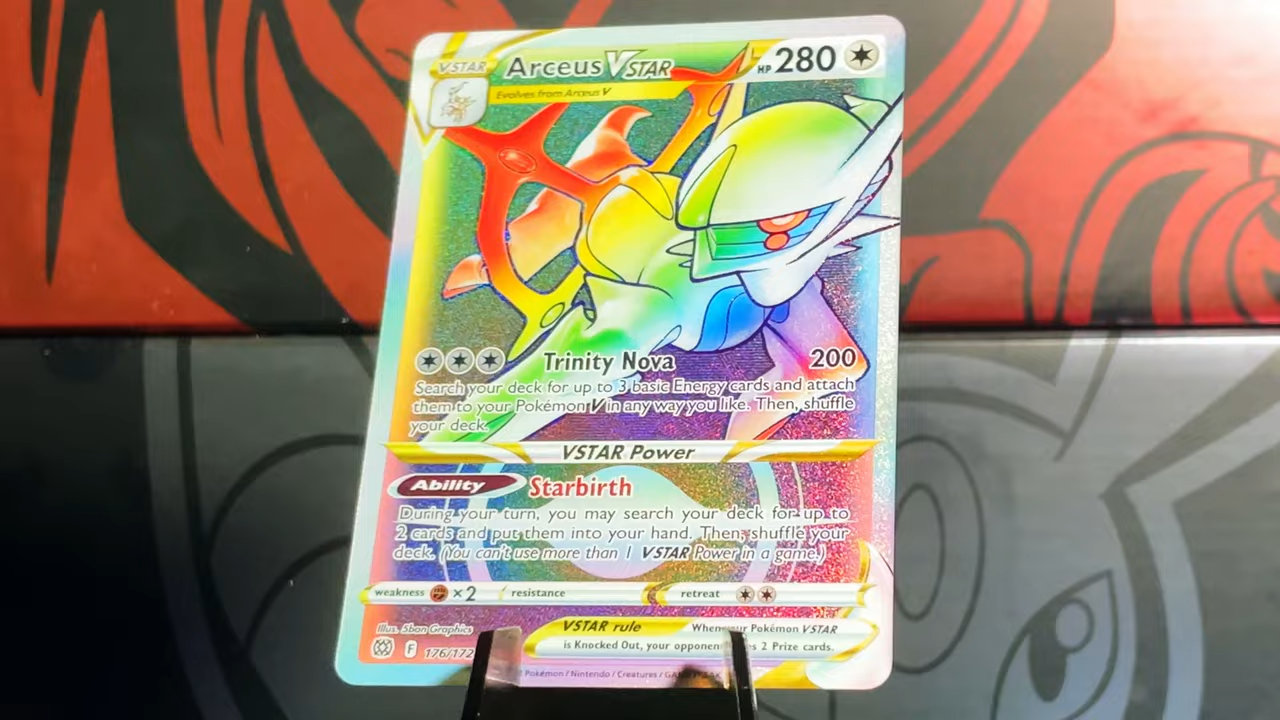 VSTAR Arceus VSTAR HP 280
Evolves from Arceus V
Trinity Nova 200
Search your deck for up to 3 basic Energy cards and attach
them to your Pokémon V in any way you like. Then, shuffle
your deck.
VSTAR Power
Ability Starbirth
During your turn, you may search your deck for up to
2 cards and put them into your hand. Then, shuffle your
deck. (You can't use more than 1 VSTAR Power in a game.)
weakness ×2 resistance retreat
Illus. 5ban Graphics
VSTAR rule When your Pokémon VSTAR
is Knocked Out, your opponent 2 Prize cards.
F 176/172
Pokémon / Nintendo / Creatures /